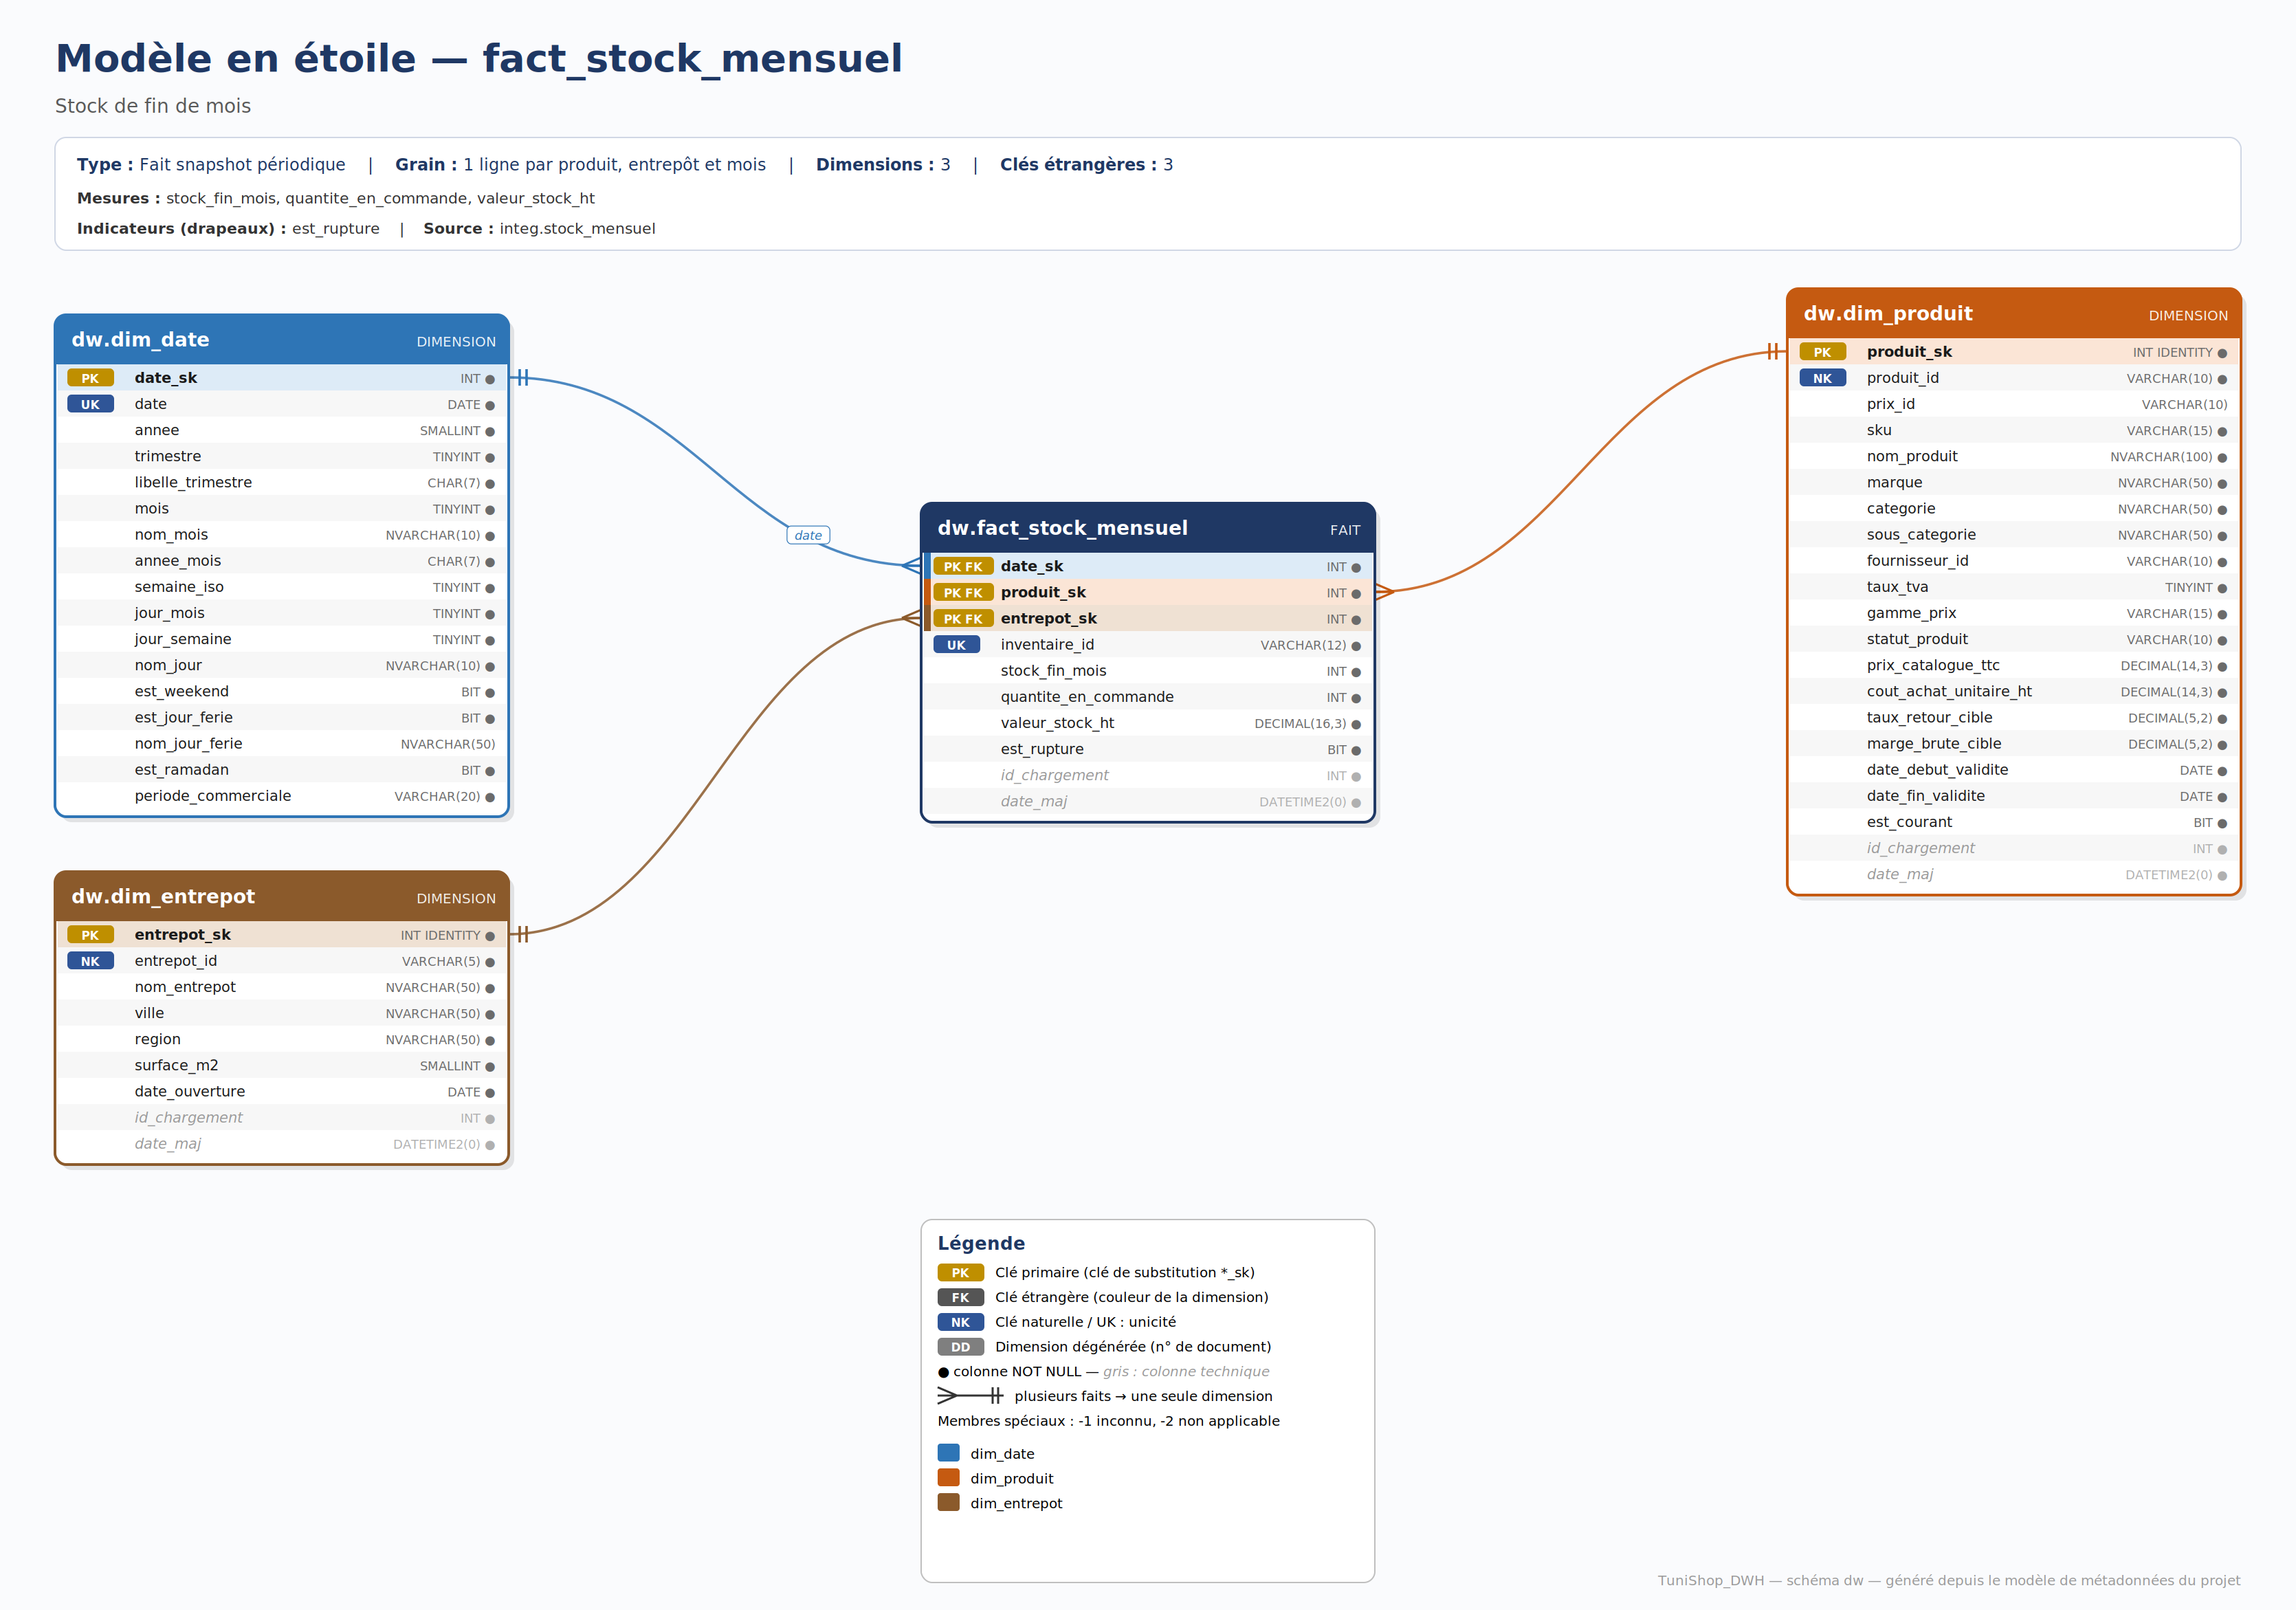 Modèle en étoile — fact_stock_mensuel
Stock de fin de mois
Type : Fait snapshot périodique | Grain : 1 ligne par produit, entrepôt et mois | Dimensions : 3 | Clés étrangères : 3
Mesures : stock_fin_mois, quantite_en_commande, valeur_stock_ht
Indicateurs (drapeaux) : est_rupture | Source : integ.stock_mensuel
dw.dim_date DIMENSION
PK date_sk INT ●
UK date DATE ●
annee SMALLINT ●
trimestre TINYINT ●
libelle_trimestre CHAR(7) ●
mois TINYINT ●
nom_mois NVARCHAR(10) ●
annee_mois CHAR(7) ●
semaine_iso TINYINT ●
jour_mois TINYINT ●
jour_semaine TINYINT ●
nom_jour NVARCHAR(10) ●
est_weekend BIT ●
est_jour_ferie BIT ●
nom_jour_ferie NVARCHAR(50)
est_ramadan BIT ●
periode_commerciale VARCHAR(20) ●
dw.dim_entrepot DIMENSION
PK entrepot_sk INT IDENTITY ●
NK entrepot_id VARCHAR(5) ●
nom_entrepot NVARCHAR(50) ●
ville NVARCHAR(50) ●
region NVARCHAR(50) ●
surface_m2 SMALLINT ●
date_ouverture DATE ●
id_chargement INT ●
date_maj DATETIME2(0) ●
date
dw.fact_stock_mensuel FAIT
PK FK date_sk INT ●
PK FK produit_sk INT ●
PK FK entrepot_sk INT ●
UK inventaire_id VARCHAR(12) ●
stock_fin_mois INT ●
quantite_en_commande INT ●
valeur_stock_ht DECIMAL(16,3) ●
est_rupture BIT ●
id_chargement INT ●
date_maj DATETIME2(0) ●
dw.dim_produit DIMENSION
PK produit_sk INT IDENTITY ●
NK produit_id VARCHAR(10) ●
prix_id VARCHAR(10)
sku VARCHAR(15) ●
nom_produit NVARCHAR(100) ●
marque NVARCHAR(50) ●
categorie NVARCHAR(50) ●
sous_categorie NVARCHAR(50) ●
fournisseur_id VARCHAR(10) ●
taux_tva TINYINT ●
gamme_prix VARCHAR(15) ●
statut_produit VARCHAR(10) ●
prix_catalogue_ttc DECIMAL(14,3) ●
cout_achat_unitaire_ht DECIMAL(14,3) ●
taux_retour_cible DECIMAL(5,2) ●
marge_brute_cible DECIMAL(5,2) ●
date_debut_validite DATE ●
date_fin_validite DATE ●
est_courant BIT ●
id_chargement INT ●
date_maj DATETIME2(0) ●
Légende
PK Clé primaire (clé de substitution *_sk)
FK Clé étrangère (couleur de la dimension)
NK Clé naturelle / UK : unicité
DD Dimension dégénérée (n° de document)
● colonne NOT NULL — gris : colonne technique
plusieurs faits → une seule dimension
Membres spéciaux : -1 inconnu, -2 non applicable
dim_date
dim_produit
dim_entrepot
TuniShop_DWH — schéma dw — généré depuis le modèle de métadonnées du projet